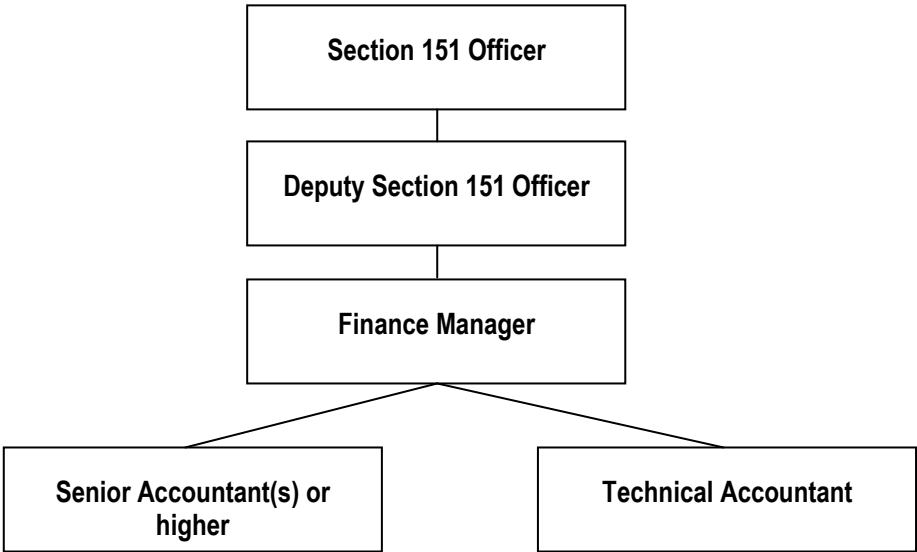 Section 151 Officer
Deputy Section 151 Officer
Finance Manager
Senior Accountant(s) or
higher
Technical Accountant